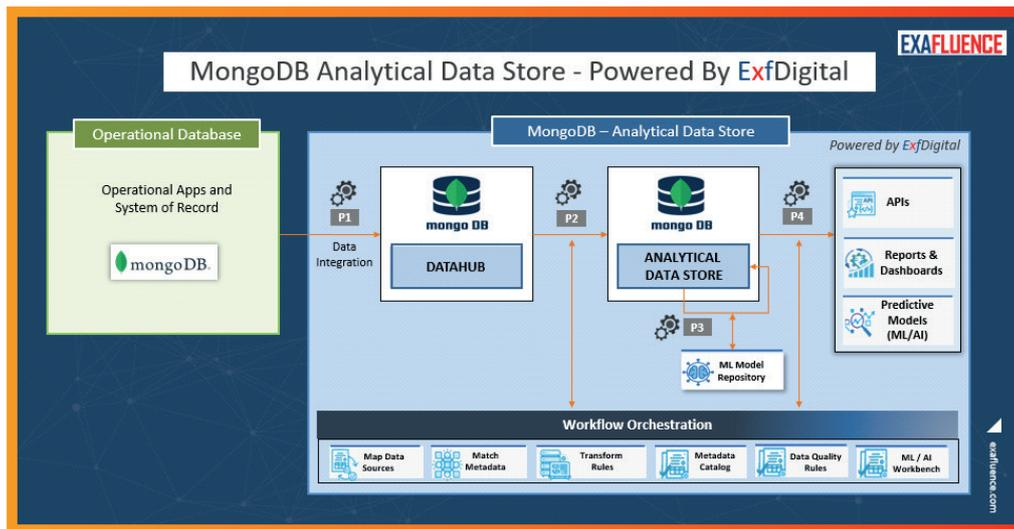 EXAFLUENCE
MongoDB Analytical Data Store - Powered By ExfDigital
Operational Database
Operational Apps and
System of Record
mongoDB.
MongoDB – Analytical Data Store
Powered by ExfDigital
P1
Data
Integration
mongo DB
DATAHUB
P2
mongo DB
ANALYTICAL
DATA STORE
P3
ML Model
Repository
P4
API
APIs
Reports &
Dashboards
Predictive
Models
(ML/AI)
Workflow Orchestration
Map Data
Sources
Match
Metadata
Transform
Rules
Metadata
Catalog
Data Quality
Rules
ML / AI
Workbench
exafluence.com